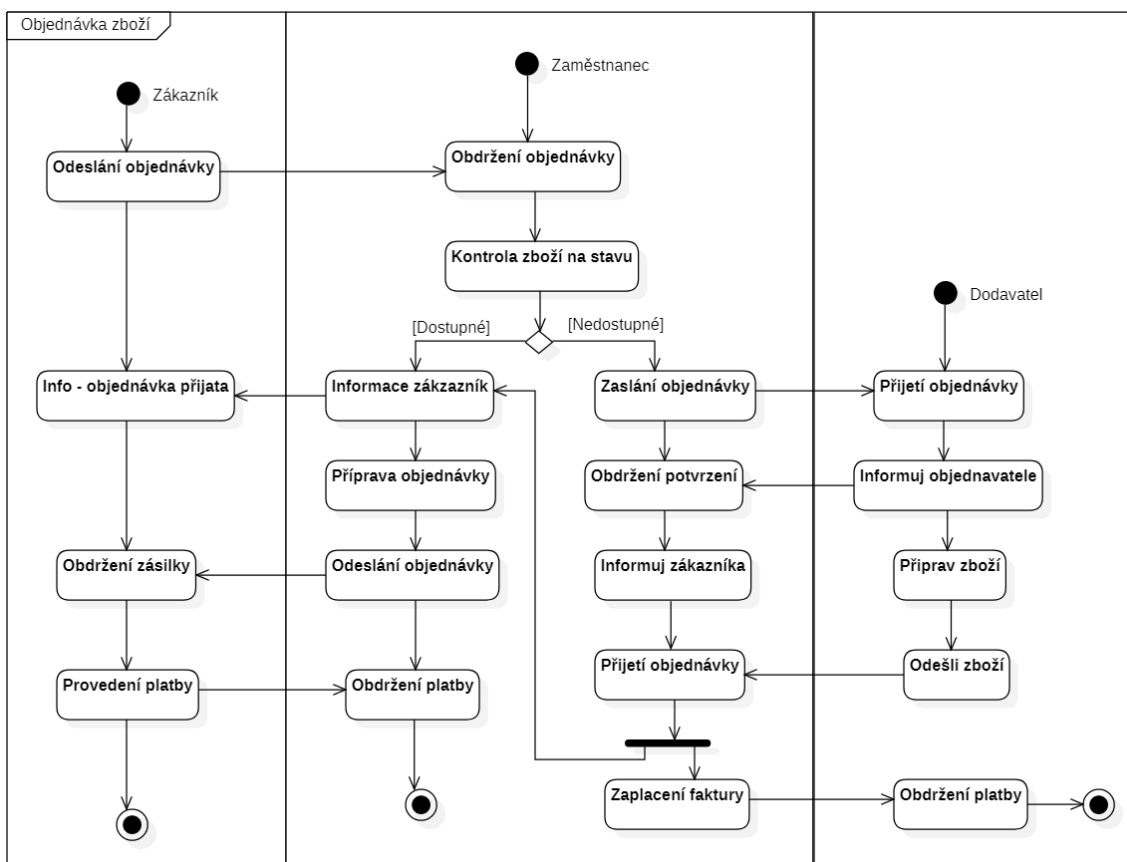 Objednávka zboží
Zaměstnanec
Zákazník
Odeslání objednávky
Obdržení objednávky
Kontrola zboží na stavu
Dodavatel
[Dostupné]
[Nedostupné]
Info - objednávka přijata
Informace zákzazník
Zaslání objednávky
Přijetí objednávky
Příprava objednávky
Obdržení potvrzení
Informuj objednavatele
Obdržení zásilky
Odeslání objednávky
Informuj zákazníka
Připrav zboží
Provedení platby
Obdržení platby
Přijetí objednávky
Odešli zboží
Zaplacení faktury
Obdržení platby